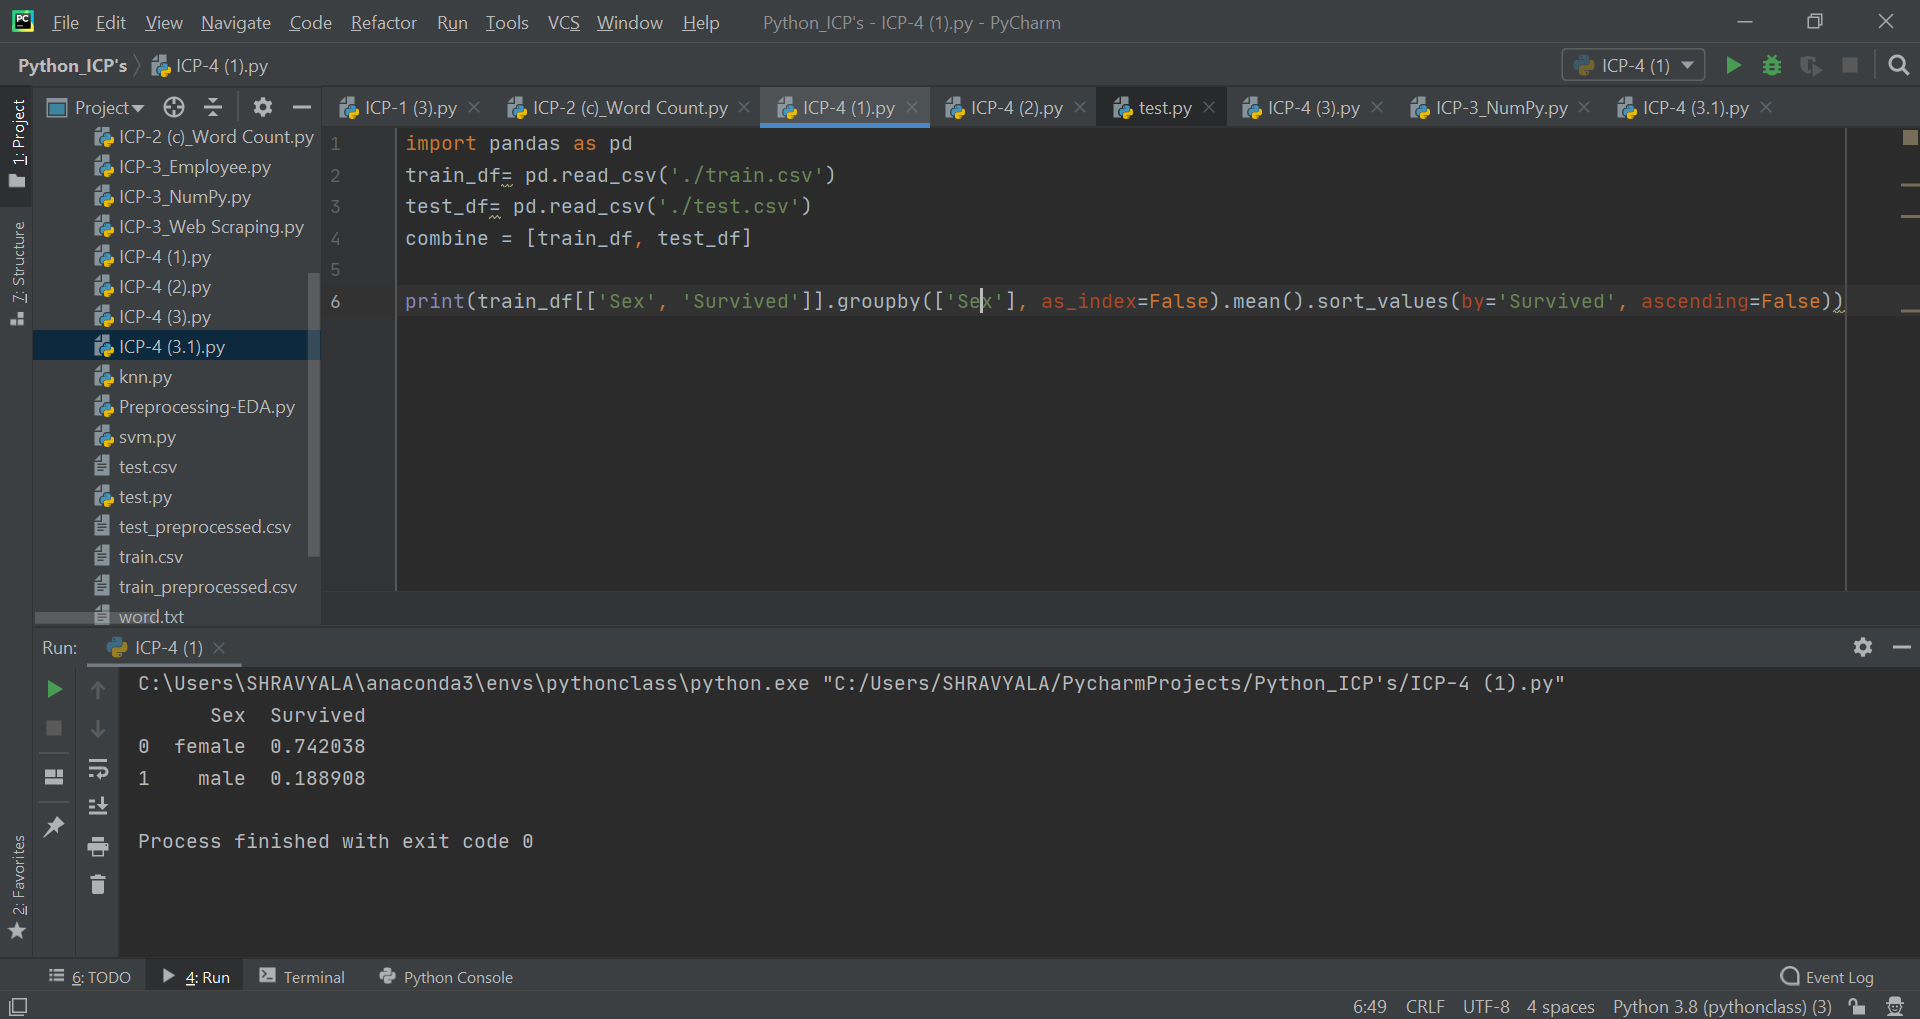 PC File Edit View Navigate Code Refactor Run Tools VCS Window Help Python_ICP's - ICP-4 (1).py - PyCharm
Python_ICP's ICP-4 (1).py ICP-4 (1)
1: Project
7: Structure
2: Favorites
Project
ICP-1 (3).py ICP-2 (c)_Word Count.py ICP-4 (1).py ICP-4 (2).py test.py ICP-4 (3).py ICP-3_NumPy.py ICP-4 (3.1).py
ICP-2 (c)_Word Count.py
ICP-3_Employee.py
ICP-3_NumPy.py
ICP-3_Web Scraping.py
ICP-4 (1).py
ICP-4 (2).py
ICP-4 (3).py
ICP-4 (3.1).py
knn.py
Preprocessing-EDA.py
svm.py
test.csv
test.py
test_preprocessed.csv
train.csv
train_preprocessed.csv
word.txt
1 import pandas as pd
2 train_df= pd.read_csv('./train.csv')
3 test_df= pd.read_csv('./test.csv')
4 combine = [train_df, test_df]
5
6 print(train_df[['Sex', 'Survived']].groupby(['Sex'], as_index=False).mean().sort_values(by='Survived', ascending=False))
Run: ICP-4 (1)
C:\Users\SHRAVYALA\anaconda3\envs\pythonclass\python.exe "C:/Users/SHRAVYALA/PycharmProjects/Python_ICP's/ICP-4 (1).py"
Sex Survived
0 female 0.742038
1 male 0.188908
Process finished with exit code 0
6: TODO 4: Run Terminal Python Console Event Log
6:49 CRLF UTF-8 4 spaces Python 3.8 (pythonclass) (3)